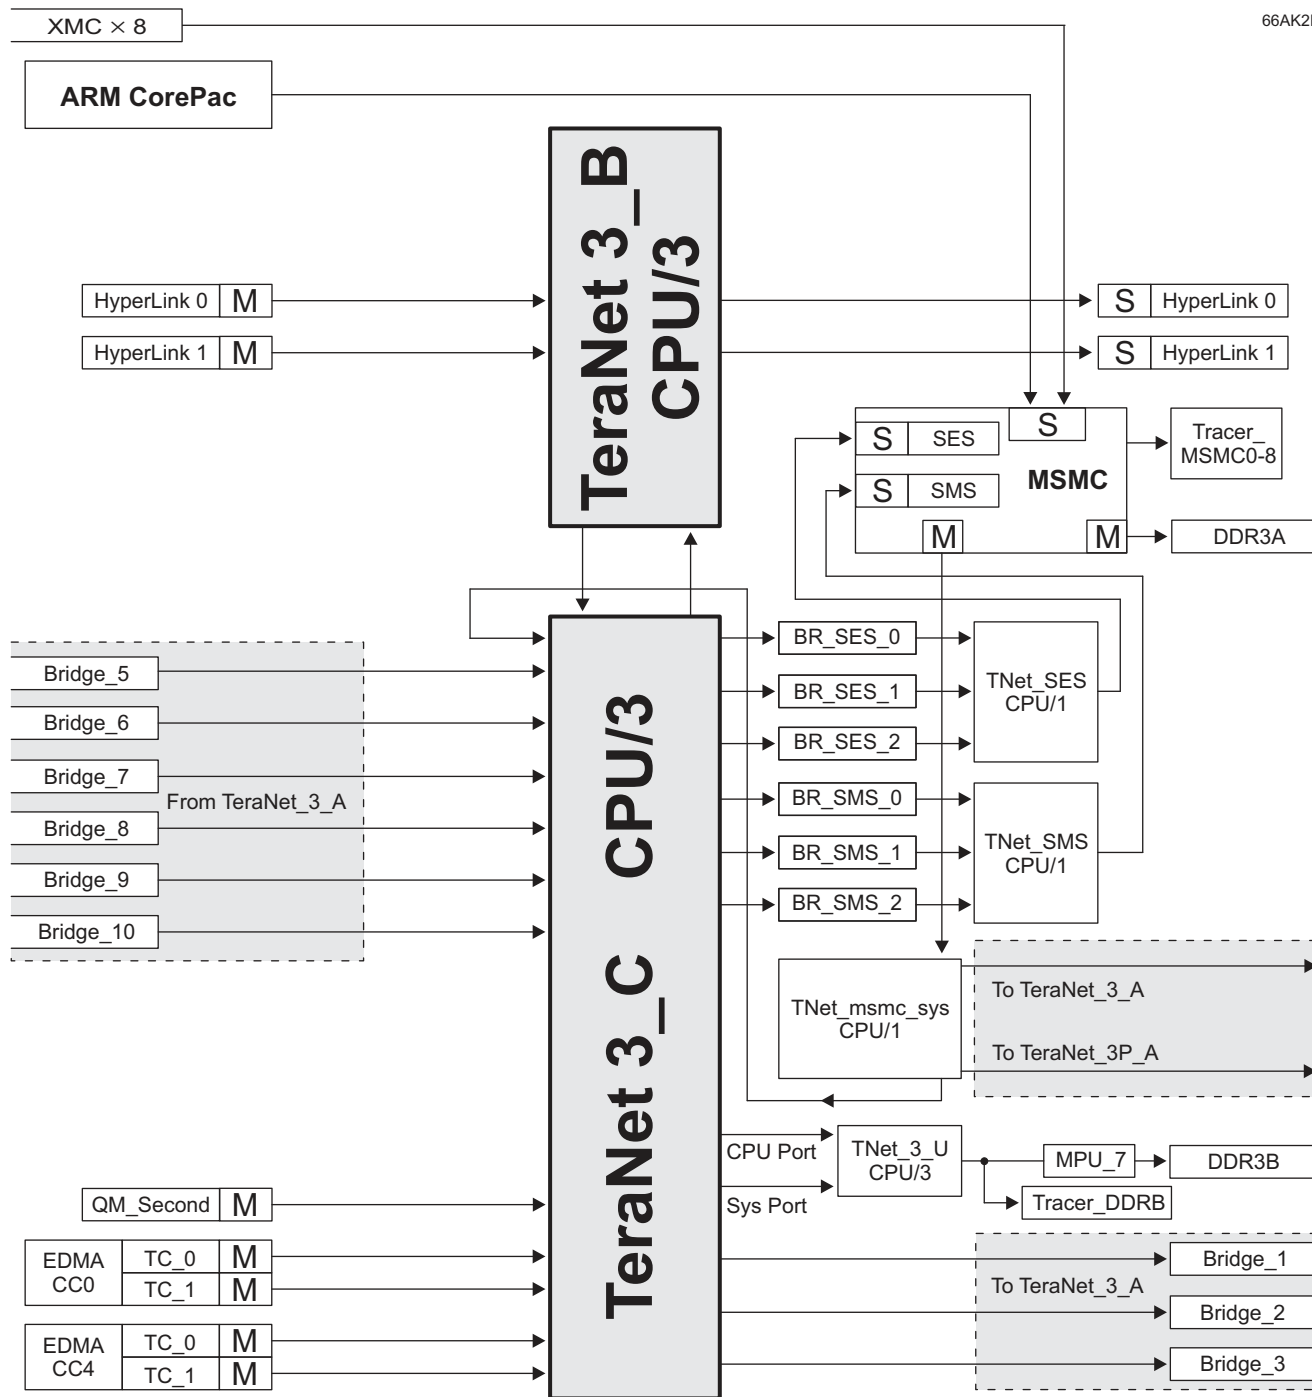 XMC × 8
66AK2
ARM CorePac
TeraNet 3_B
CPU/3
HyperLink 0 M
S HyperLink 0
HyperLink 1 M
S HyperLink 1
S
S SES
Tracer_
MSMC0-8
MSMC
S SMS
M
M
DDR3A
BR_SES_0
Bridge_5
TNet_SES
CPU/1
BR_SES_1
Bridge_6
BR_SES_2
Bridge_7
From TeraNet_3_A
BR_SMS_0
Bridge_8
TNet_SMS
CPU/1
BR_SMS_1
Bridge_9
BR_SMS_2
Bridge_10
TeraNet 3_C CPU/3
TNet_msmc_sys
CPU/1
To TeraNet_3_A
To TeraNet_3P_A
CPU Port
TNet_3_U
CPU/3
MPU_7
DDR3B
Sys Port
Tracer_DDRB
QM_Second M
EDMA
CC0
TC_0 M
TC_1 M
Bridge_1
To TeraNet_3_A
Bridge_2
EDMA
CC4
TC_0 M
TC_1 M
Bridge_3